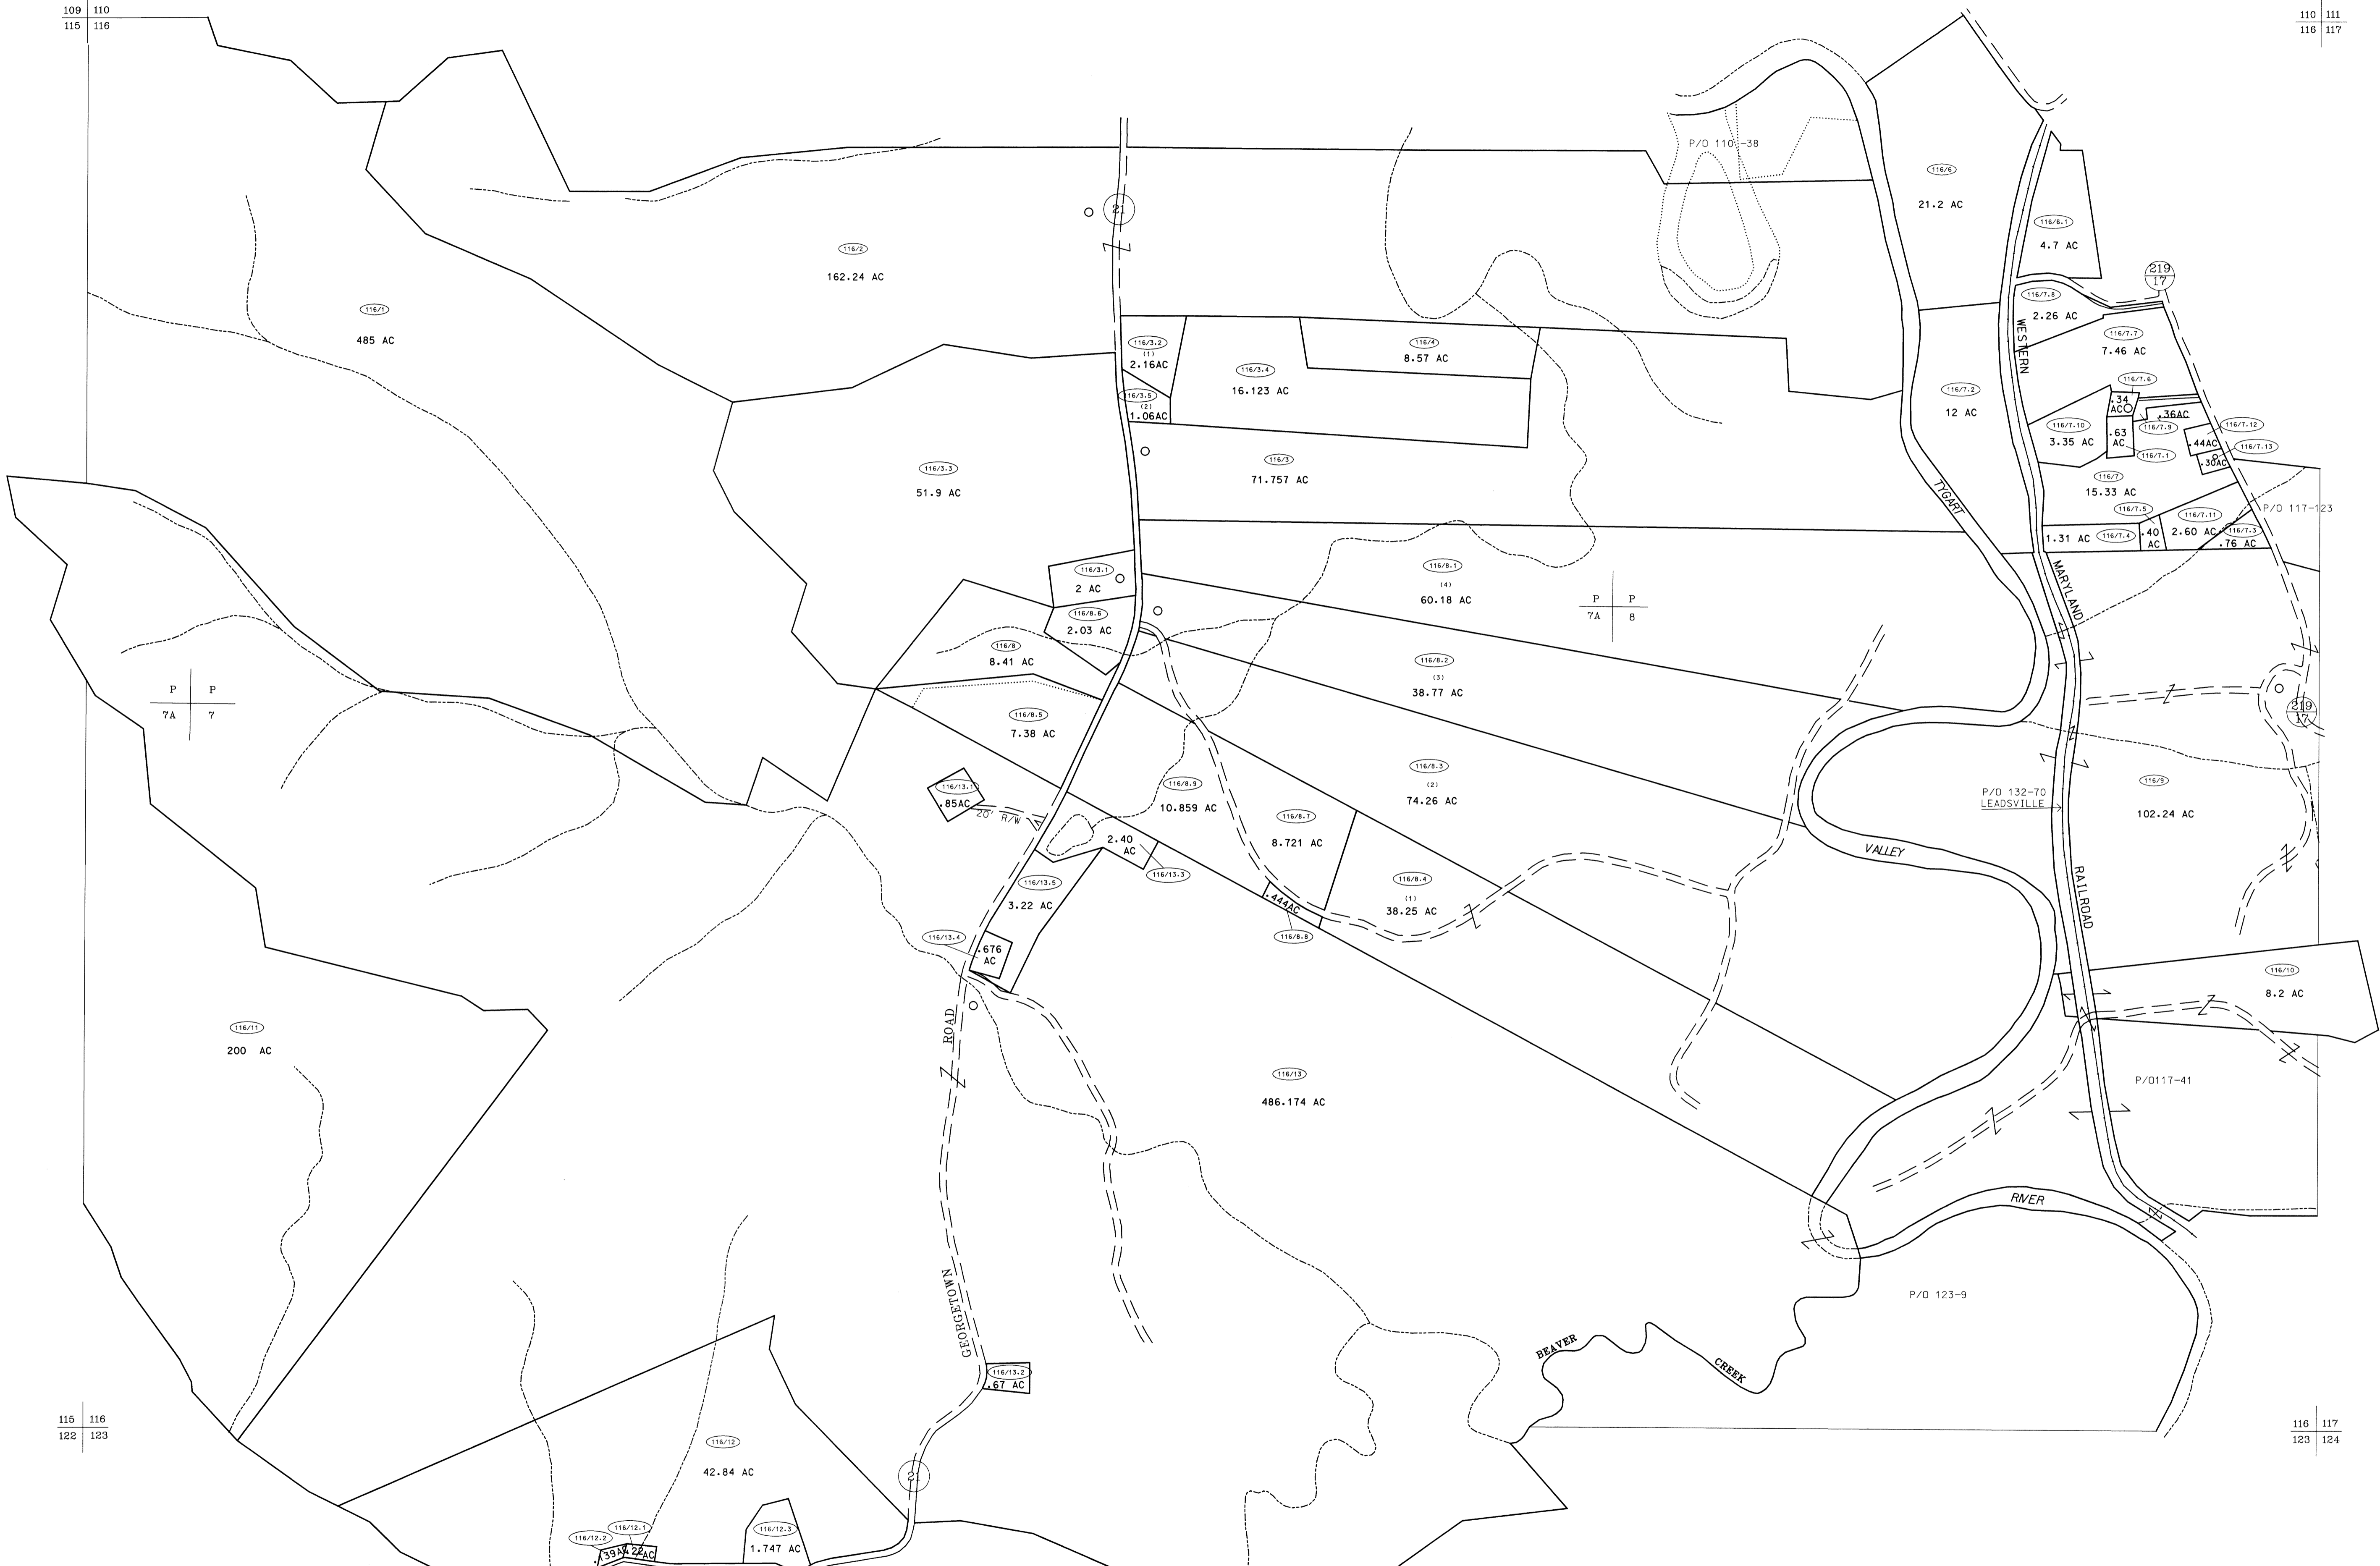 109 110
115 116
110 111
116 117
P/O 110-38
116/6
21.2 AC
21
116/6.1
4.7 AC
116/2
162.24 AC
219
17
116/1
485 AC
116/7.8
2.26 AC
WESTERN
116/7.7
7.46 AC
116/3.2
(1)
2.16AC
116/4
8.57 AC
116/3.4
16.123 AC
116/3.5
(2)
1.06AC
116/7.2
12 AC
116/7.6
.34
AC
.36AC
116/7.9
116/7.10
3.35 AC
.63
AC
116/7.1
116/7.12
.44AC
116/7.13
.30AC
116/3.3
51.9 AC
116/3
71.757 AC
116/7
15.33 AC
TYGART
116/7.5
.40
AC
116/7.11
2.60 AC
P/O 117-123
116/7.3
.76 AC
1.31 AC
116/7.4
116/3.1
2 AC
116/8.1
(4)
60.18 AC
MARYLAND
P P
7A 8
116/8.6
2.03 AC
116/8
8.41 AC
116/8.2
(3)
38.77 AC
P P
7A 7
116/8.5
7.38 AC
219
17
116/13.1
.85AC
20' R/W
116/8.9
10.859 AC
116/8.3
(2)
74.26 AC
P/O 132-70
LEADSVILLE
116/9
102.24 AC
116/8.7
8.721 AC
2.40
AC
116/13.3
VALLEY
116/13.5
3.22 AC
116/8.4
(1)
38.25 AC
RAILROAD
.444AC
116/8.8
116/13.4
.676
AC
116/10
8.2 AC
116/11
200 AC
ROAD
116/13
486.174 AC
P/O117-41
RIVER
GEORGETOWN
P/O 123-9
BEAVER
CREEK
116/13.2
.67 AC
115 116
122 123
116 117
123 124
116/12
42.84 AC
21
116/12.1
116/12.2
.139AC
.22AC
116/12.3
1.747 AC